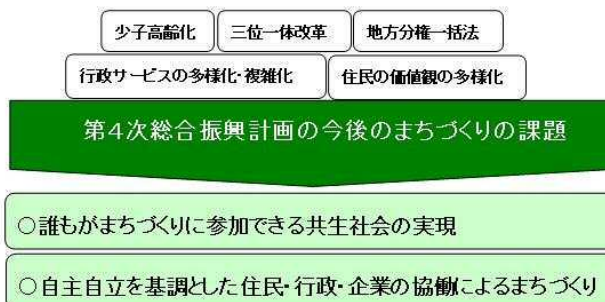 少子高齢化
三位一体改革
地方分権一括法
行政サービスの多様化・複雑化
住民の価値観の多様化
第4次総合振興計画の今後のまちづくりの課題
○誰もがまちづくりに参加できる共生社会の実現
○自主自立を基調とした住民・行政・企業の協働によるまちづくり